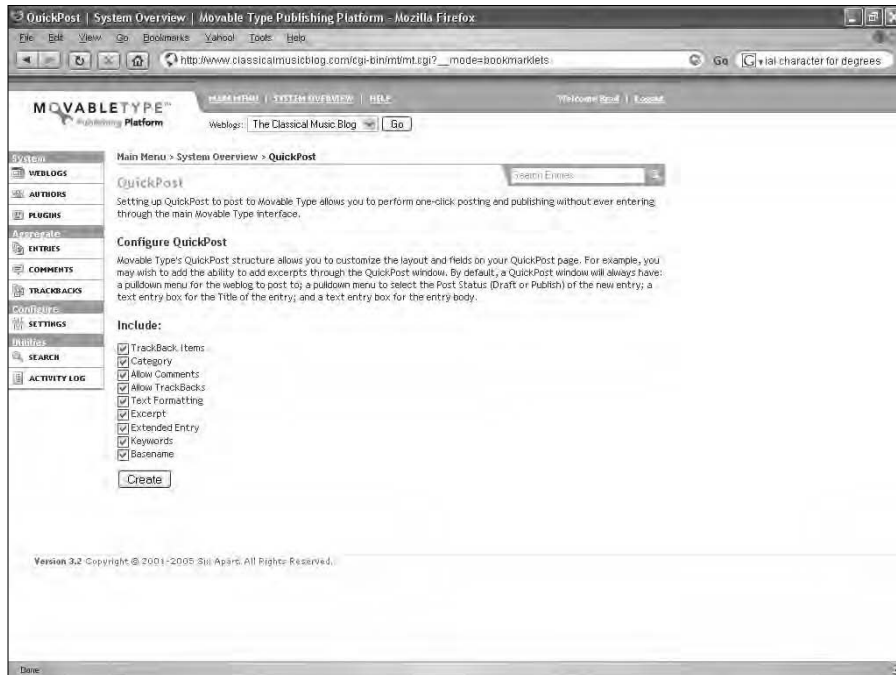 QuickPost | System Overview | Movable Type Publishing Platform - Mozilla Firefox
File Edit View Go Bookmarks Yahoo! Tools Help
http://www.classicalmusicblog.com/cgi-bin/mt/mt.cgi?__mode=bookmarklets
Go
G ial character for degrees
MOVABLETYPE™
Publishing Platform
MAIN MENU | SYSTEM OVERVIEW | HELP
Welcome Brad | Logout
Weblogs: The Classical Music Blog Go
System
WEBLOGS
AUTHORS
PLUGINS
Aggregate
ENTRIES
COMMENTS
TRACKBACKS
Configure
SETTINGS
Utilities
SEARCH
ACTIVITY LOG
Main Menu > System Overview > QuickPost
Search Entries
QuickPost
Setting up QuickPost to post to Movable Type allows you to perform one-click posting and publishing without ever entering
through the main Movable Type interface.
Configure QuickPost
Movable Type's QuickPost structure allows you to customize the layout and fields on your QuickPost page. For example, you
may wish to add the ability to add excerpts through the QuickPost window. By default, a QuickPost window will always have:
a pulldown menu for the weblog to post to; a pulldown menu to select the Post Status (Draft or Publish) of the new entry; a
text entry box for the Title of the entry; and a text entry box for the entry body.
Include:
TrackBack Items
Category
Allow Comments
Allow TrackBacks
Text Formatting
Excerpt
Extended Entry
Keywords
Basename
Create
Version 3.2 Copyright © 2001-2005 Six Apart. All Rights Reserved.
Done